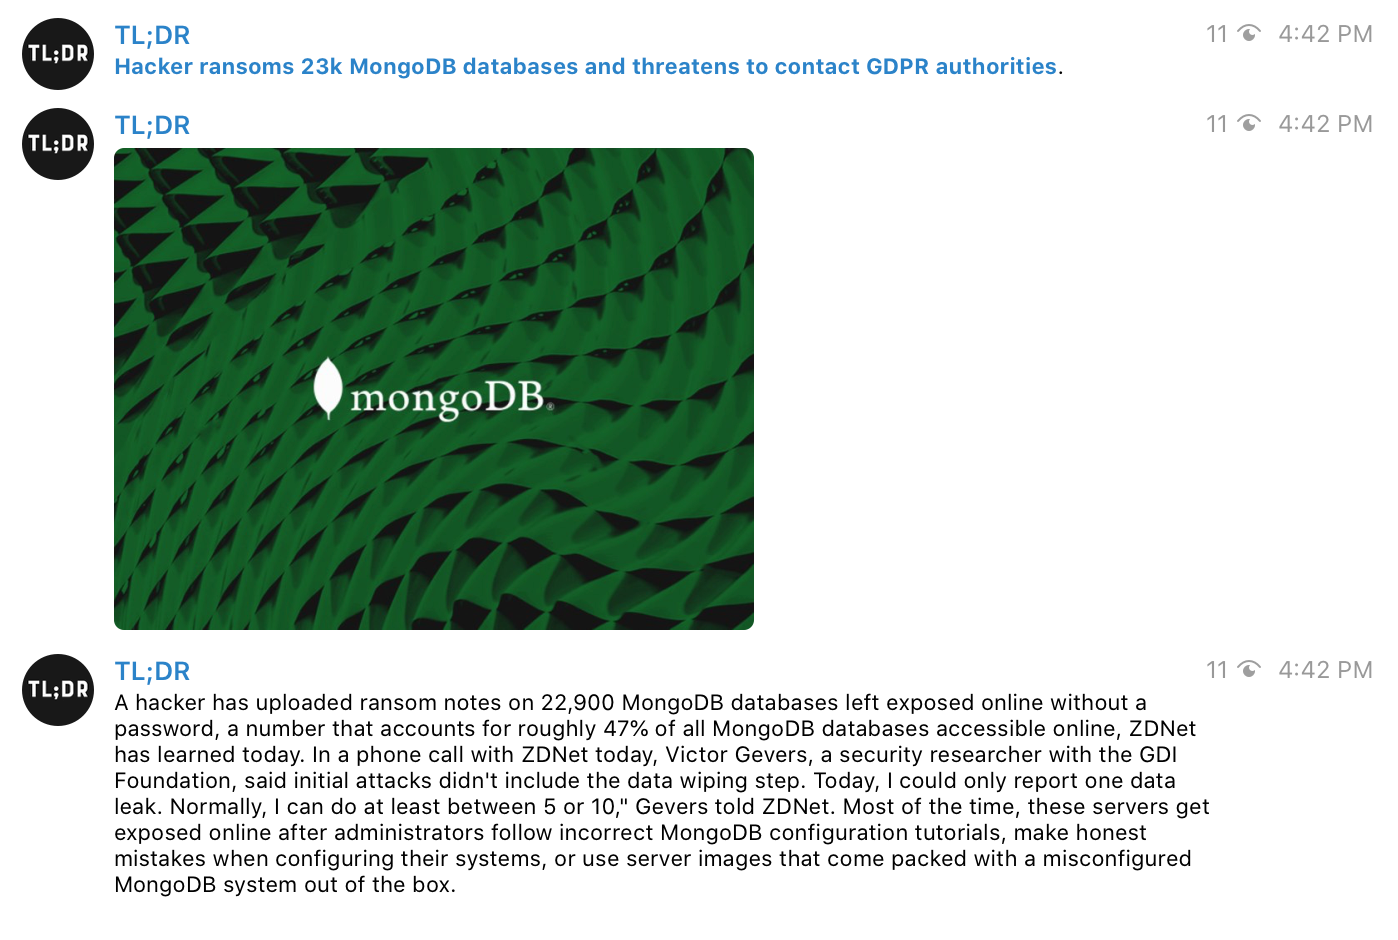 TL;DR
TL;DR
11 4:42 PM
Hacker ransoms 23k MongoDB databases and threatens to contact GDPR authorities.
TL;DR
TL;DR
11 4:42 PM
mongoDB®
TL;DR
TL;DR
11 4:42 PM
A hacker has uploaded ransom notes on 22,900 MongoDB databases left exposed online without a
password, a number that accounts for roughly 47% of all MongoDB databases accessible online, ZDNet
has learned today. In a phone call with ZDNet today, Victor Gevers, a security researcher with the GDI
Foundation, said initial attacks didn't include the data wiping step. Today, I could only report one data
leak. Normally, I can do at least between 5 or 10," Gevers told ZDNet. Most of the time, these servers get
exposed online after administrators follow incorrect MongoDB configuration tutorials, make honest
mistakes when configuring their systems, or use server images that come packed with a misconfigured
MongoDB system out of the box.